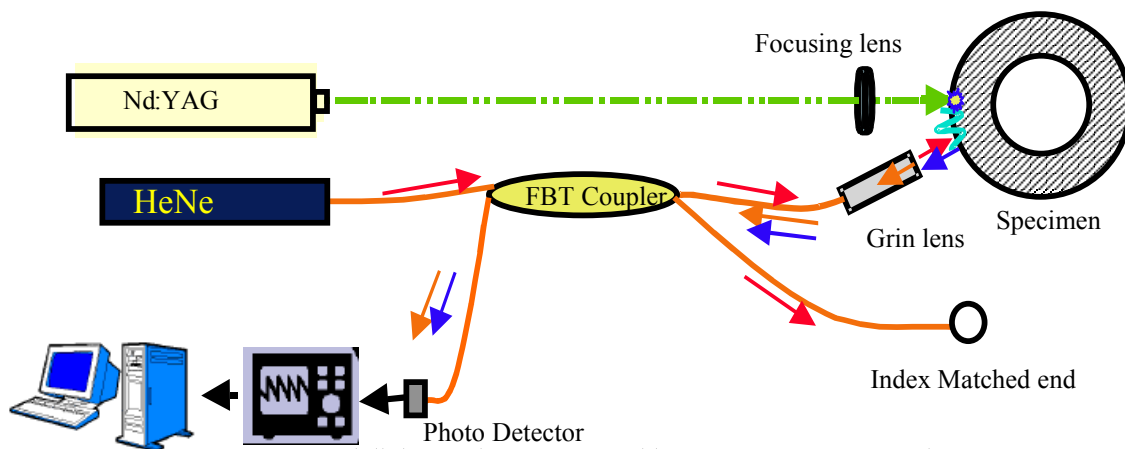 Focusing lens
Nd:YAG
HeNe
FBT Coupler
Specimen
Grin lens
Index Matched end
Photo Detector